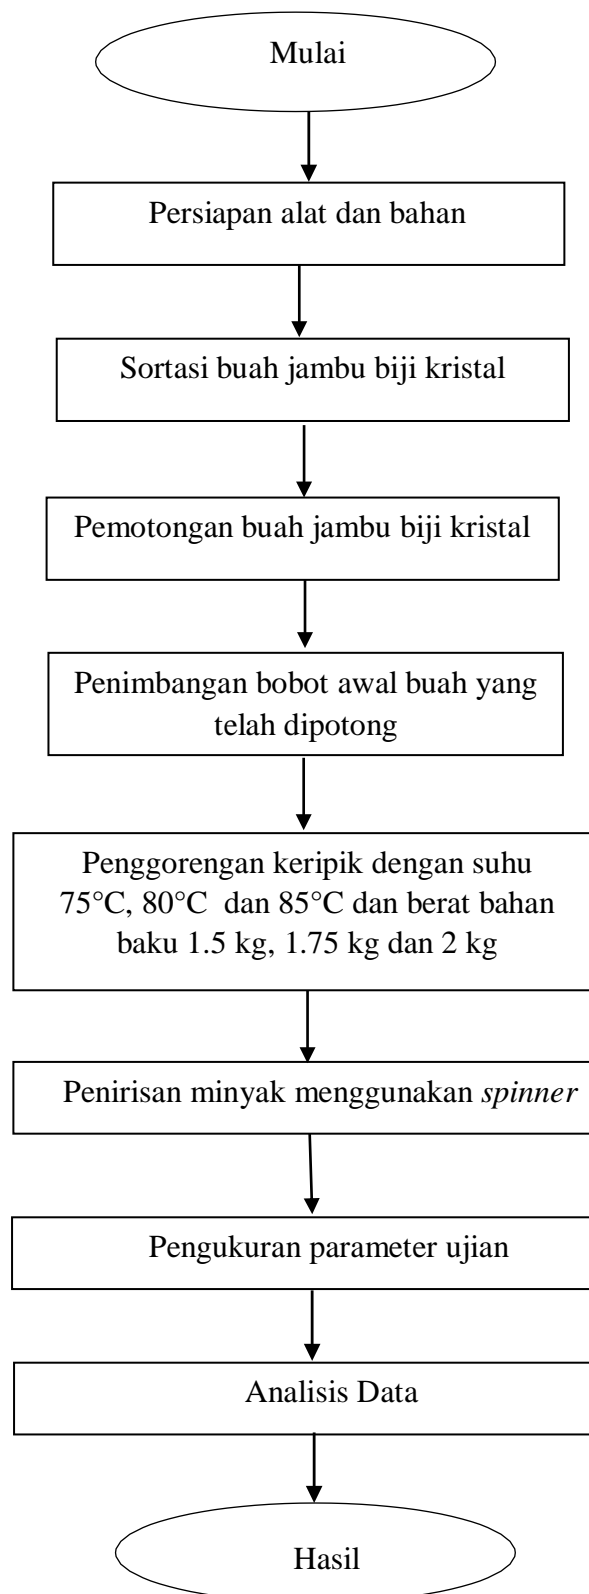 Mulai
Persiapan alat dan bahan
Sortasi buah jambu biji kristal
Pemotongan buah jambu biji kristal
Penimbangan bobot awal buah yang
telah dipotong
Penggorengan keripik dengan suhu
75°C, 80°C dan 85°C dan berat bahan
baku 1.5 kg, 1.75 kg dan 2 kg
Penirisan minyak menggunakan spinner
Pengukuran parameter ujian
Analisis Data
Hasil